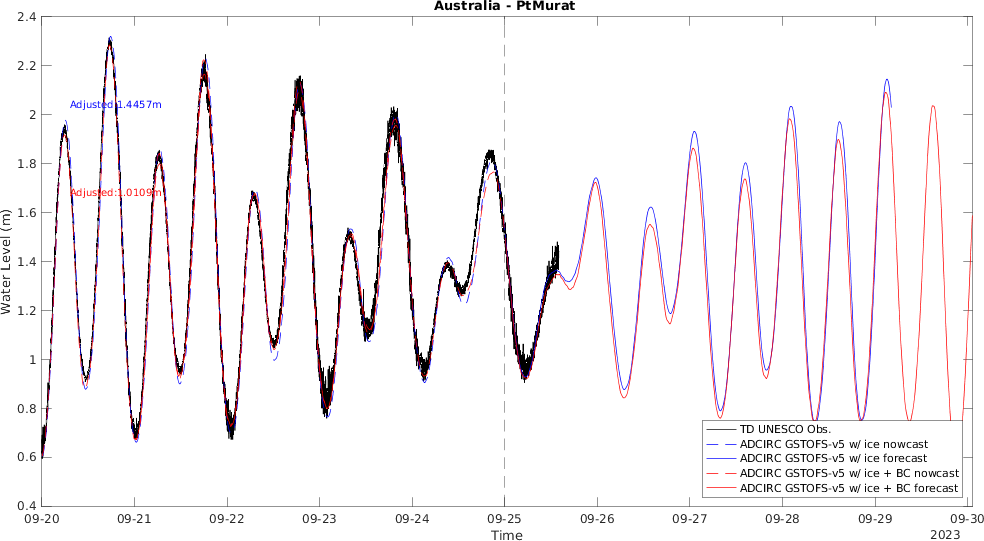 Australia - PtMurat
2.4
2.2
2
1.8
1.6
1.4
1.2
1
0.8
0.6
0.4
Water Level (m)
Adjusted:1.4457m
Adjusted:1.0109m
TD UNESCO Obs.
ADCIRC GSTOFS-v5 w/ ice nowcast
ADCIRC GSTOFS-v5 w/ ice forecast
ADCIRC GSTOFS-v5 w/ ice + BC nowcast
ADCIRC GSTOFS-v5 w/ ice + BC forecast
09-20 09-21 09-22 09-23 09-24 09-25 09-26 09-27 09-28 09-29 09-30
Time
2023